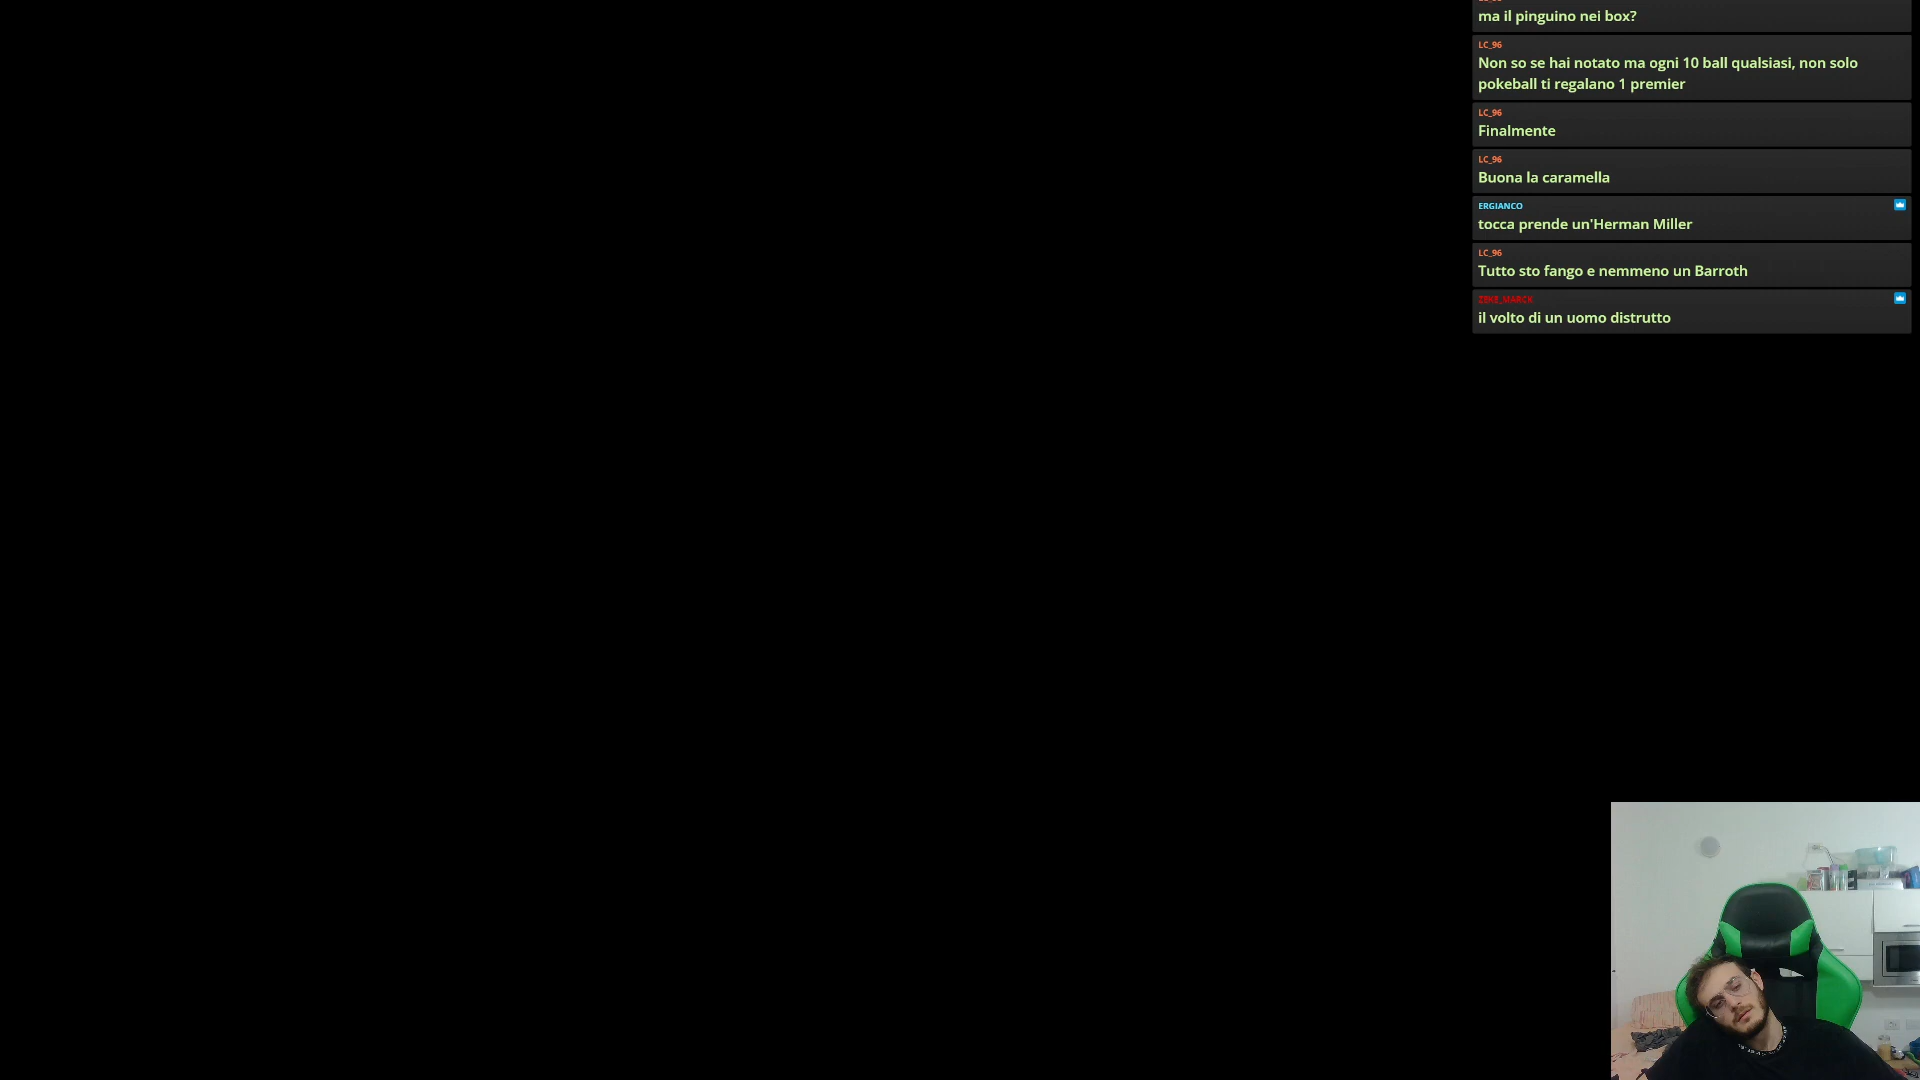 ma il pinguino nei box?
LC_96
Non so se hai notato ma ogni 10 ball qualsiasi, non solo
pokeball ti regalano 1 premier
LC_96
Finalmente
LC_96
Buona la caramella
ERGIANCO
tocca prende un'Herman Miller
LC_96
Tutto sto fango e nemmeno un Barroth
ZEKE_MARCK
il volto di un uomo distrutto